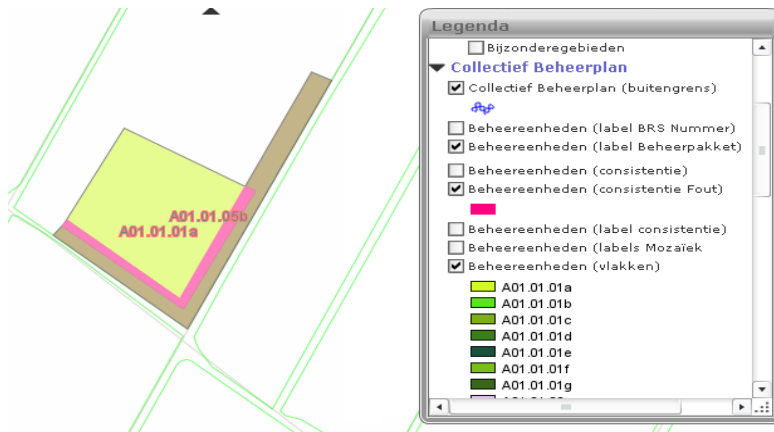 A01.01.05b
A01.01.01a
Legenda
Bijzonderegebieden
Collectief Beheerplan
Collectief Beheerplan (buitengrens)
Beheereenheden (label BRS Nummer)
Beheereenheden (label Beheerpakket)
Beheereenheden (consistentie)
Beheereenheden (consistentie Fout)
Beheereenheden (label consistentie)
Beheereenheden (labels Mozaïek
Beheereenheden (vlakken)
A01.01.01a
A01.01.01b
A01.01.01c
A01.01.01d
A01.01.01e
A01.01.01f
A01.01.01g